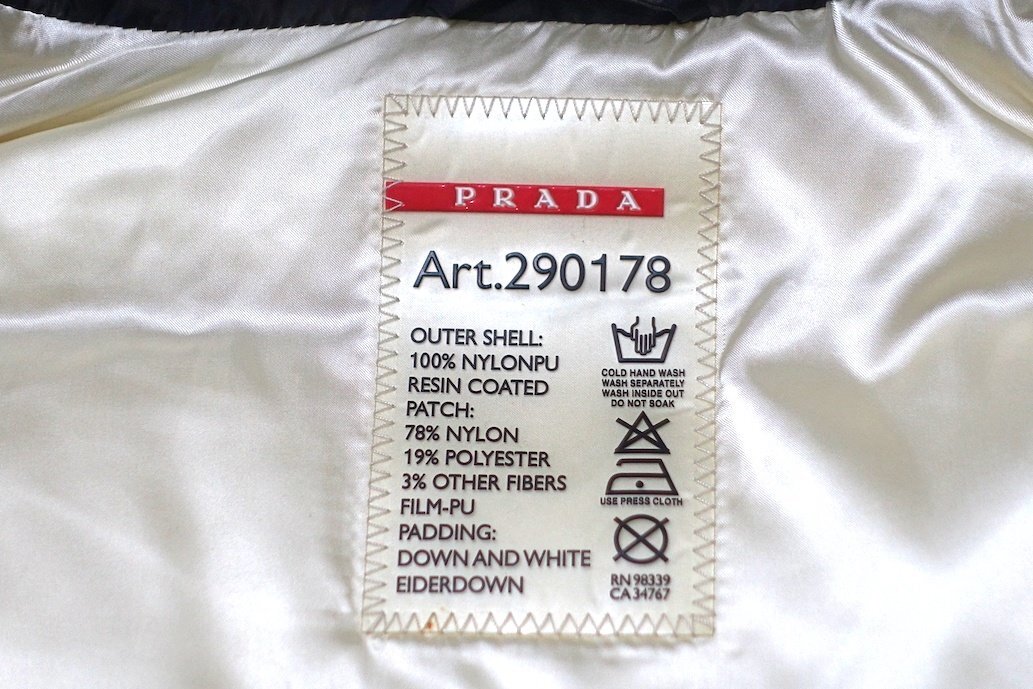 PRADA
Art.290178
OUTER SHELL:
100% NYLONPU
RESIN COATED
PATCH:
78% NYLON
19% POLYESTER
3% OTHER FIBERS
FILM-PU
PADDING:
DOWN AND WHITE
EIDERDOWN
COLD HAND WASH
WASH SEPARATELY
WASH INSIDE OUT
DO NOT SOAK
USE PRESS CLOTH
RN 98339
CA 34767